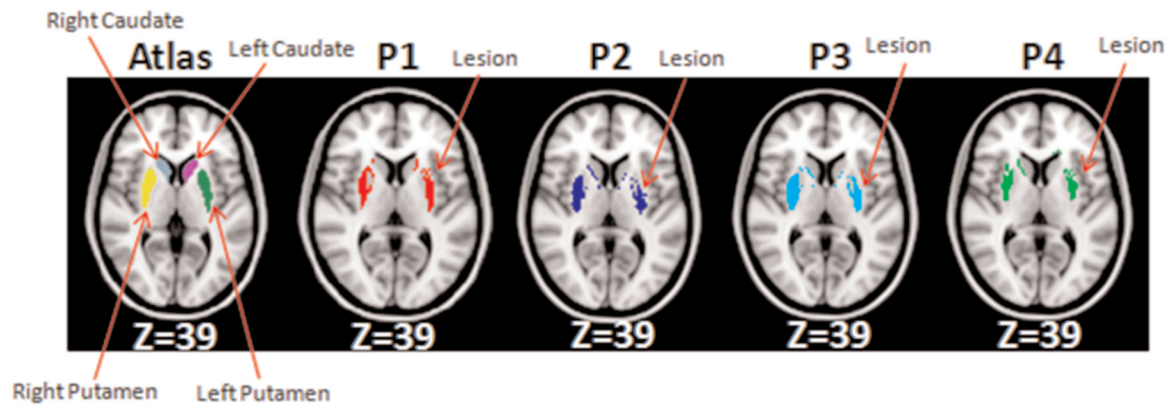 Right Caudate
Atlas
Left Caudate
P1
Lesion
P2
Lesion
P3
Lesion
P4
Lesion
Z=39
Z=39
Z=39
Z=39
Z=39
Right Putamen
Left Putamen